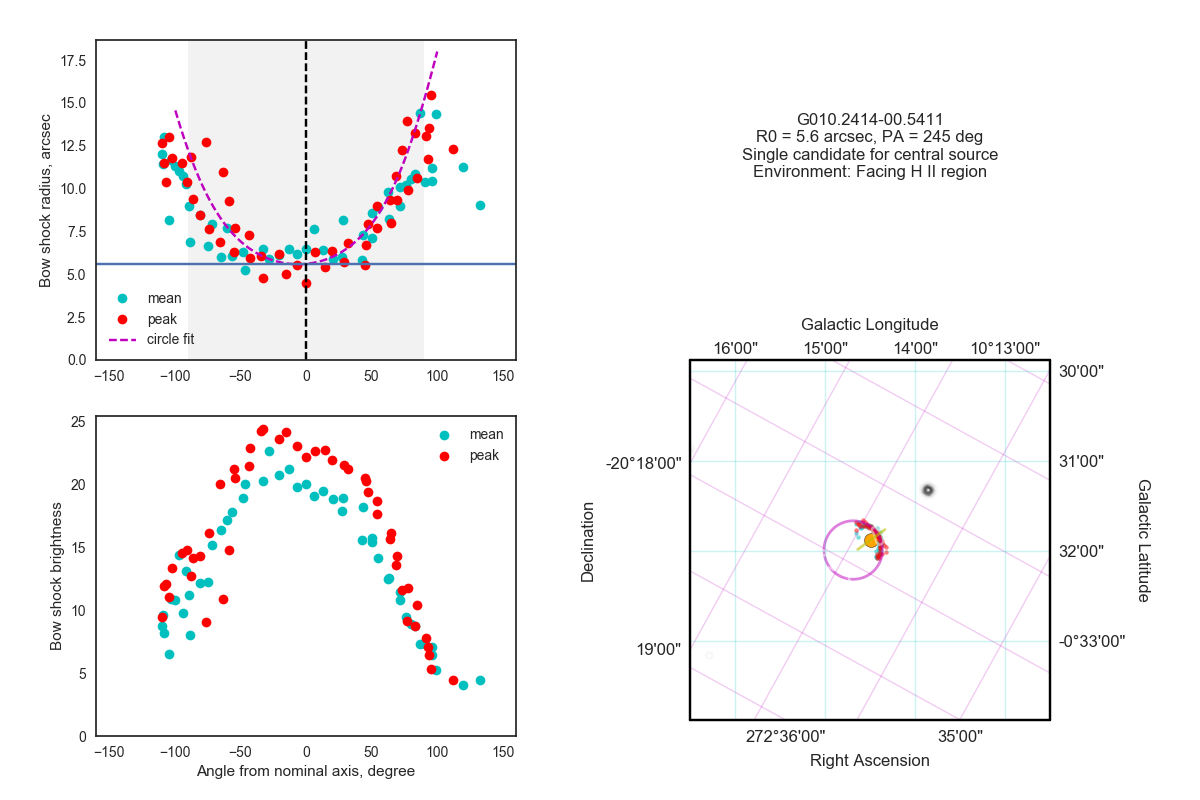 17.5
15.0
12.5
10.0
7.5
5.0
2.5
0.0
Bow shock radius, arcsec
mean
peak
circle fit
−150 −100 −50 0 50 100 150
25
20
15
10
5
0
Bow shock brightness
mean
peak
−150 −100 −50 0 50 100 150
Angle from nominal axis, degree
G010.2414-00.5411
R0 = 5.6 arcsec, PA = 245 deg
Single candidate for central source
Environment: Facing H II region
Galactic Longitude
16'00" 15'00" 14'00" 10°13'00"
30'00"
31'00"
32'00"
-0°33'00"
Galactic Latitude
-20°18'00"
19'00"
Declination
272°36'00" 35'00"
Right Ascension